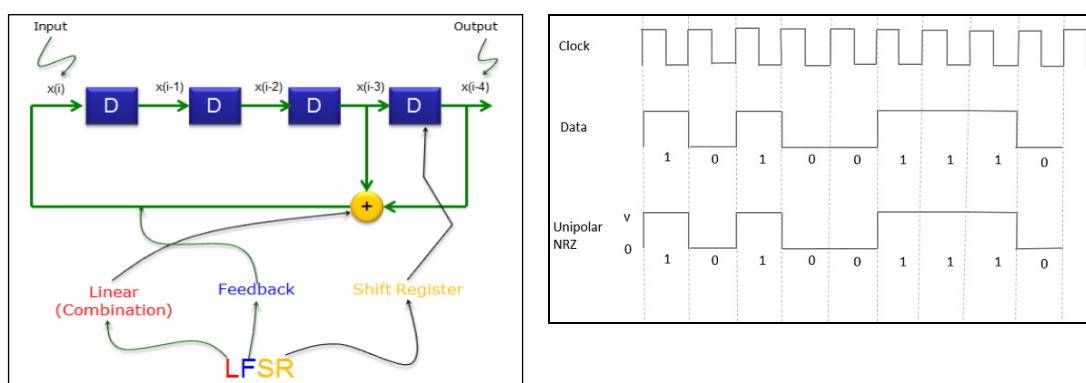 Input
Output
x(i) x(i-1) x(i-2) x(i-3) x(i-4)
D D D D
+
Linear
(Combination)
Feedback
Shift Register
LFSR
Clock
Data
1 0 1 0 0 1 1 1 0
Unipolar
NRZ
v
0
1 0 1 0 0 1 1 1 0